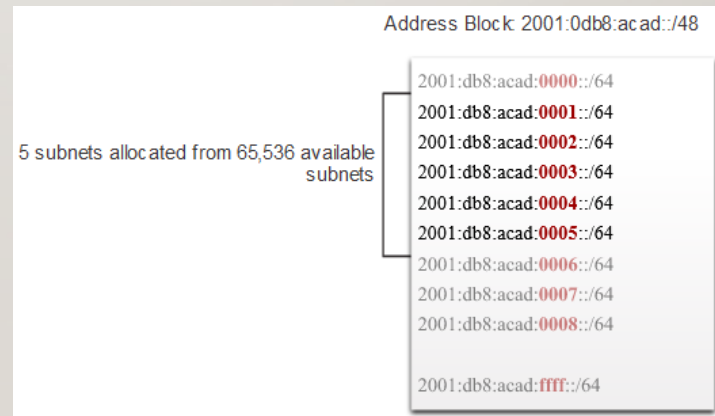 Address Block: 2001:0db8:acad::/48
5 subnets allocated from 65,536 available
subnets
2001:db8:acad:0000::/64
2001:db8:acad:0001::/64
2001:db8:acad:0002::/64
2001:db8:acad:0003::/64
2001:db8:acad:0004::/64
2001:db8:acad:0005::/64
2001:db8:acad:0006::/64
2001:db8:acad:0007::/64
2001:db8:acad:0008::/64
2001:db8:acad:ffff::/64